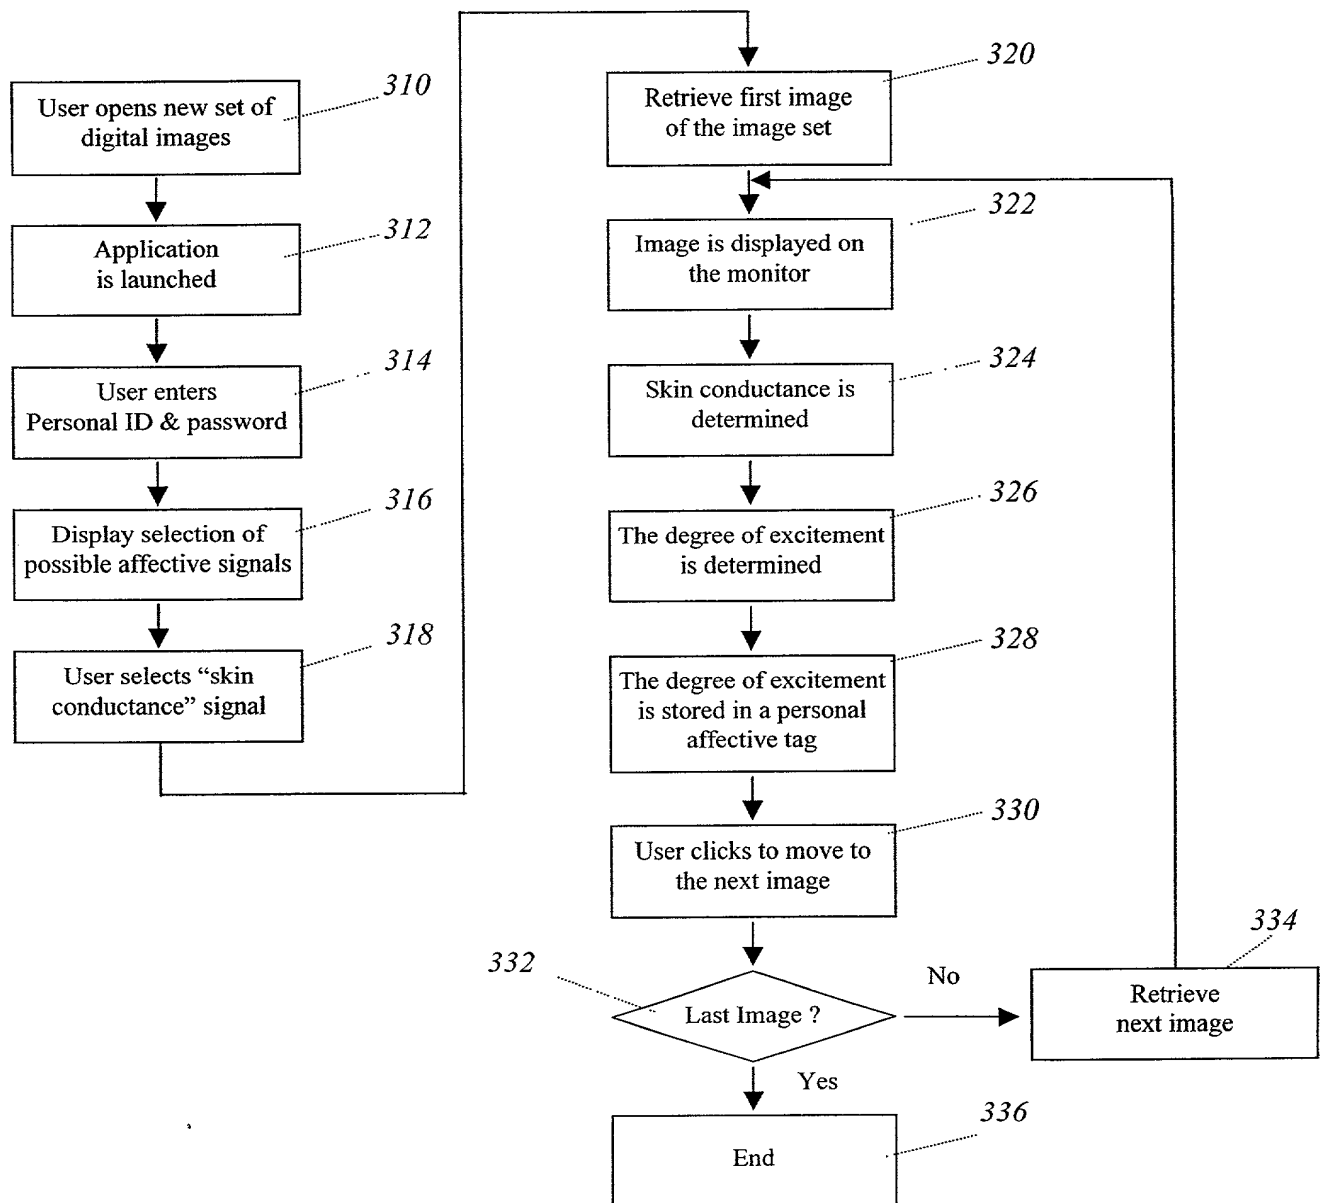 310
User opens new set of
digital images
312
Application
is launched
314
User enters
Personal ID & password
316
Display selection of
possible affective signals
318
User selects “skin
conductance” signal
320
Retrieve first image
of the image set
322
Image is displayed on
the monitor
324
Skin conductance is
determined
326
The degree of excitement
is determined
328
The degree of excitement
is stored in a personal
affective tag
330
User clicks to move to
the next image
332
Last Image ?
No
334
Retrieve
next image
Yes
336
End